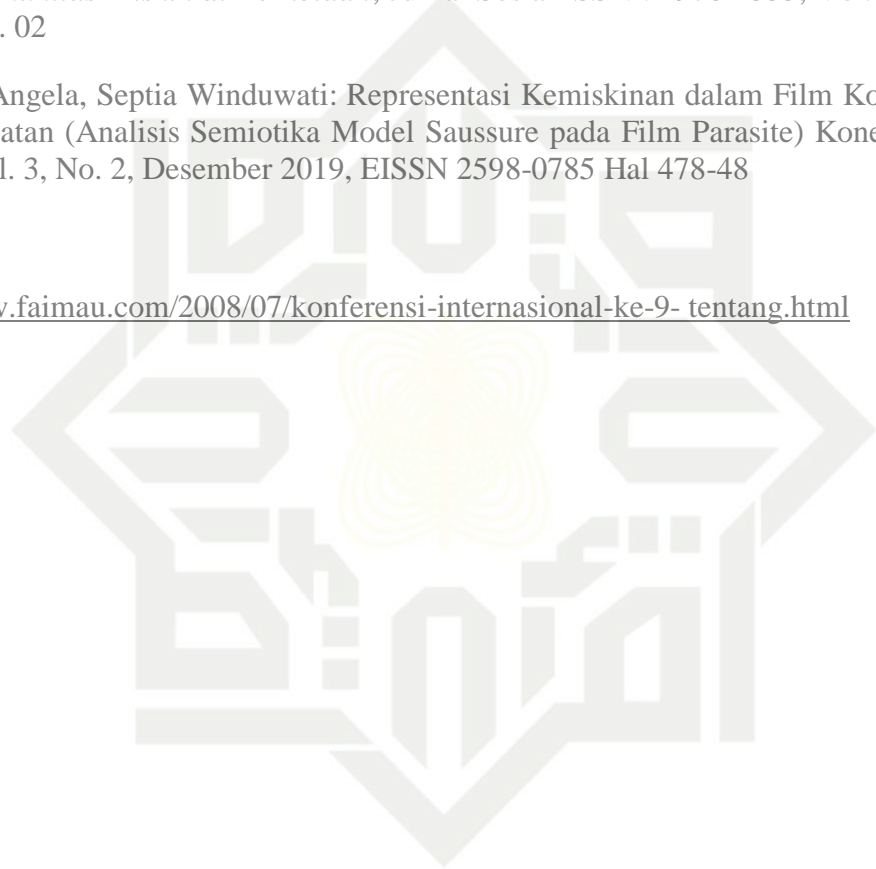 . 02
Angela, Septia Winduwati: Representasi Kemiskinan dalam Film Ko
atan (Analisis Semiotika Model Saussure pada Film Parasite) Kone
l. 3, No. 2, Desember 2019, EISSN 2598-0785 Hal 478-48
.faimau.com/2008/07/konferensi-internasional-ke-9- tentang.html